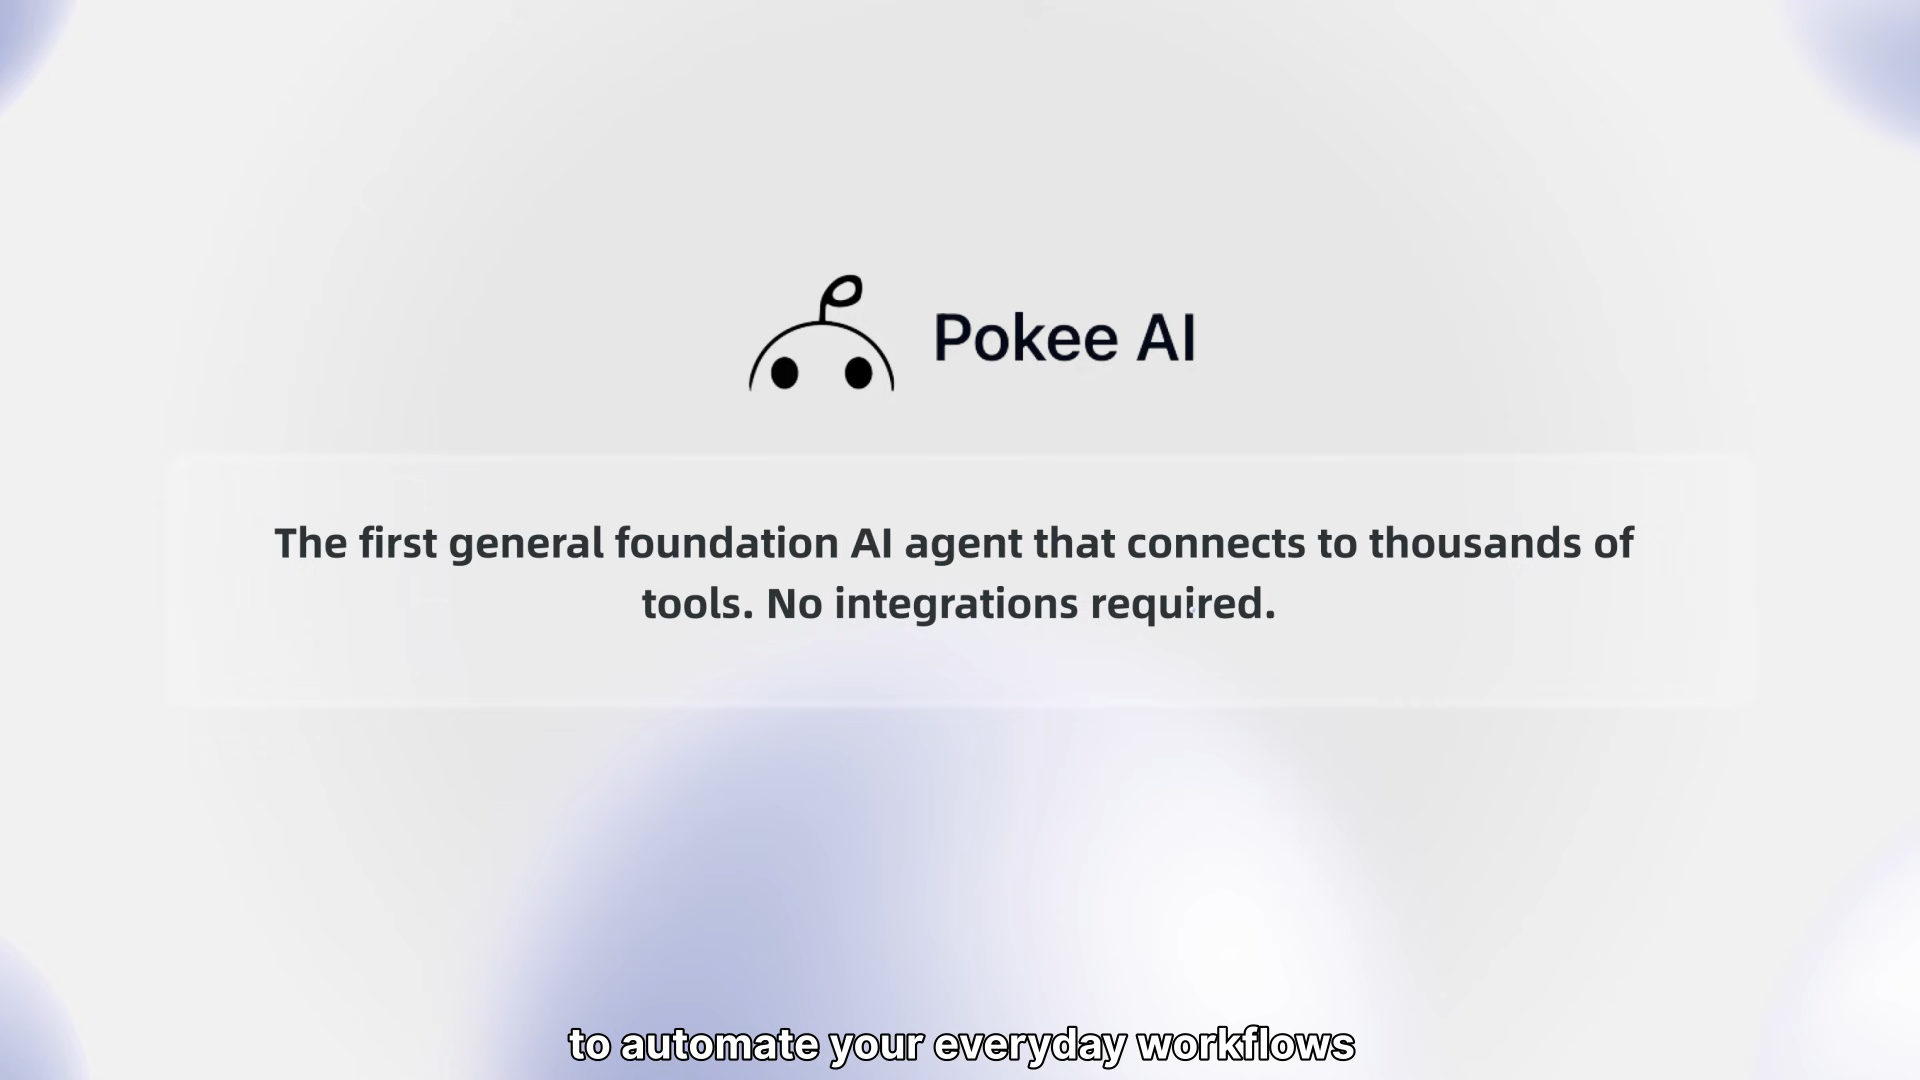 Pokee AI
The first general foundation AI agent that connects to thousands of
tools. No integrations required.
to automate your everyday workflows